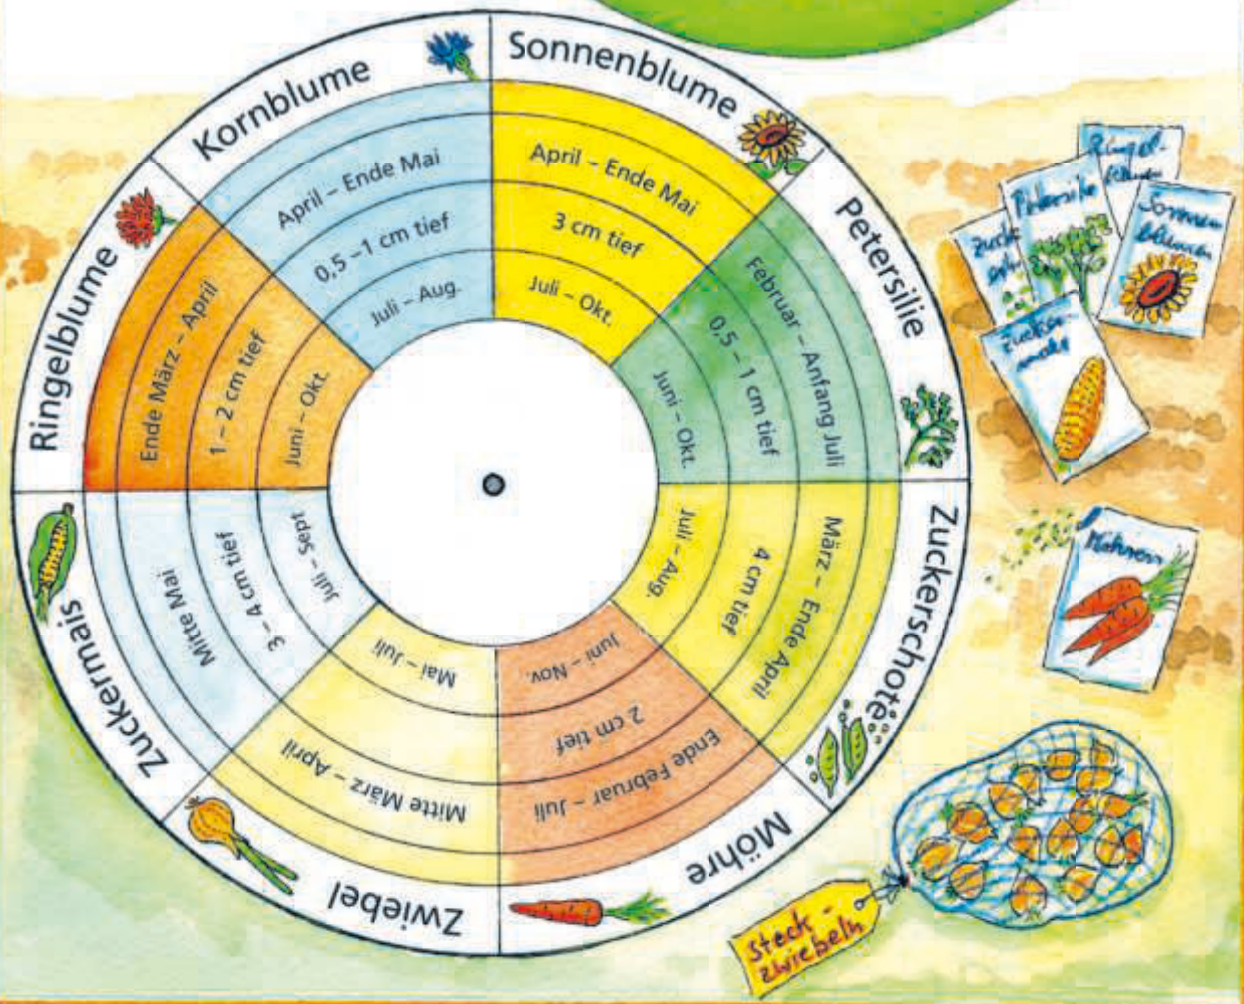 Sonnenblume
April – Ende Mai
3 cm tief
Juli – Okt.
Petersilie
Februar – Anfang Juli
0,5 – 1 cm tief
Juni – Okt.
Zuckerschote
März – Ende April
4 cm tief
Juli – Aug.
Möhre
Ende Februar – Juli
2 cm tief
Juni – Nov.
Zwiebel
Mitte März – April
Mai – Juli
Zuckermais
Mitte Mai
3 – 4 cm tief
Juli – Sept
Ringelblume
Ende März – April
1 – 2 cm tief
Juni – Okt.
Kornblume
April – Ende Mai
0,5 –1 cm tief
Juli – Aug.
Ringel-
blumen
Petersilie
Sonnen
blumen
Möhren
Steck-
zwiebeln